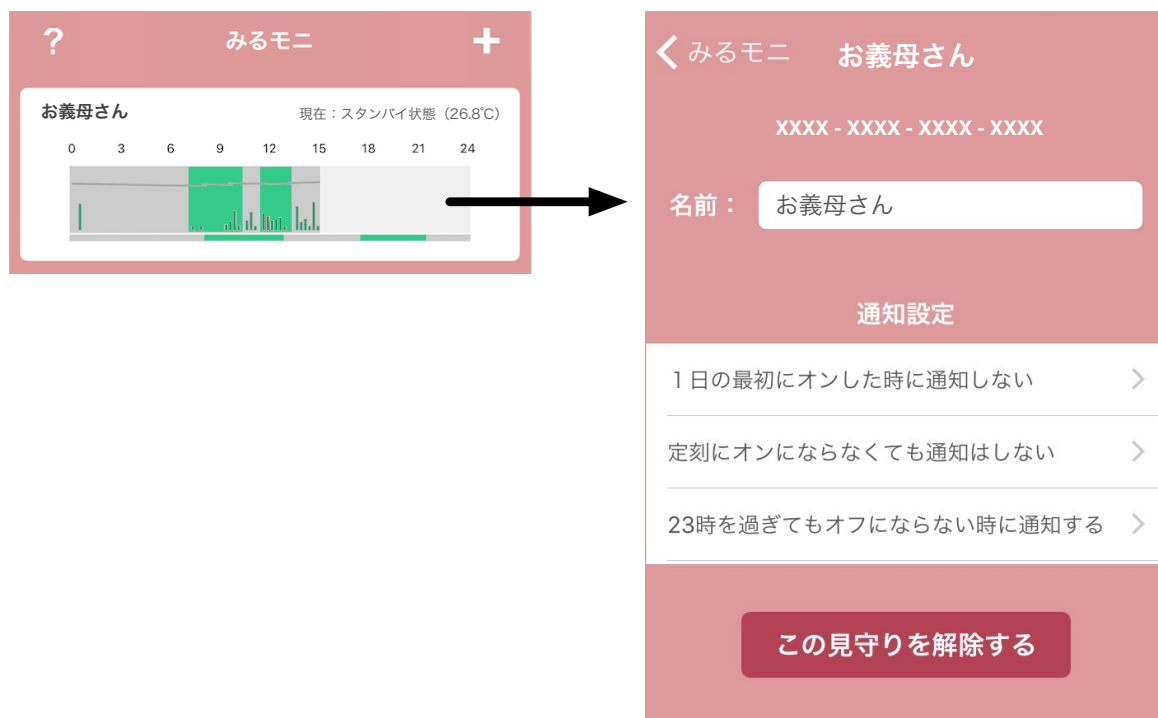 ?
みるモニ
+
お義母さん
現在：スタンバイ状態（26.8℃）
0 3 6 9 12 15 18 21 24
みるモニ
お義母さん
XXXX - XXXX - XXXX - XXXX
名前：
お義母さん
通知設定
１日の最初にオンした時に通知しない
定刻にオンにならなくても通知はしない
23時を過ぎてもオフにならない時に通知する
この見守りを解除する